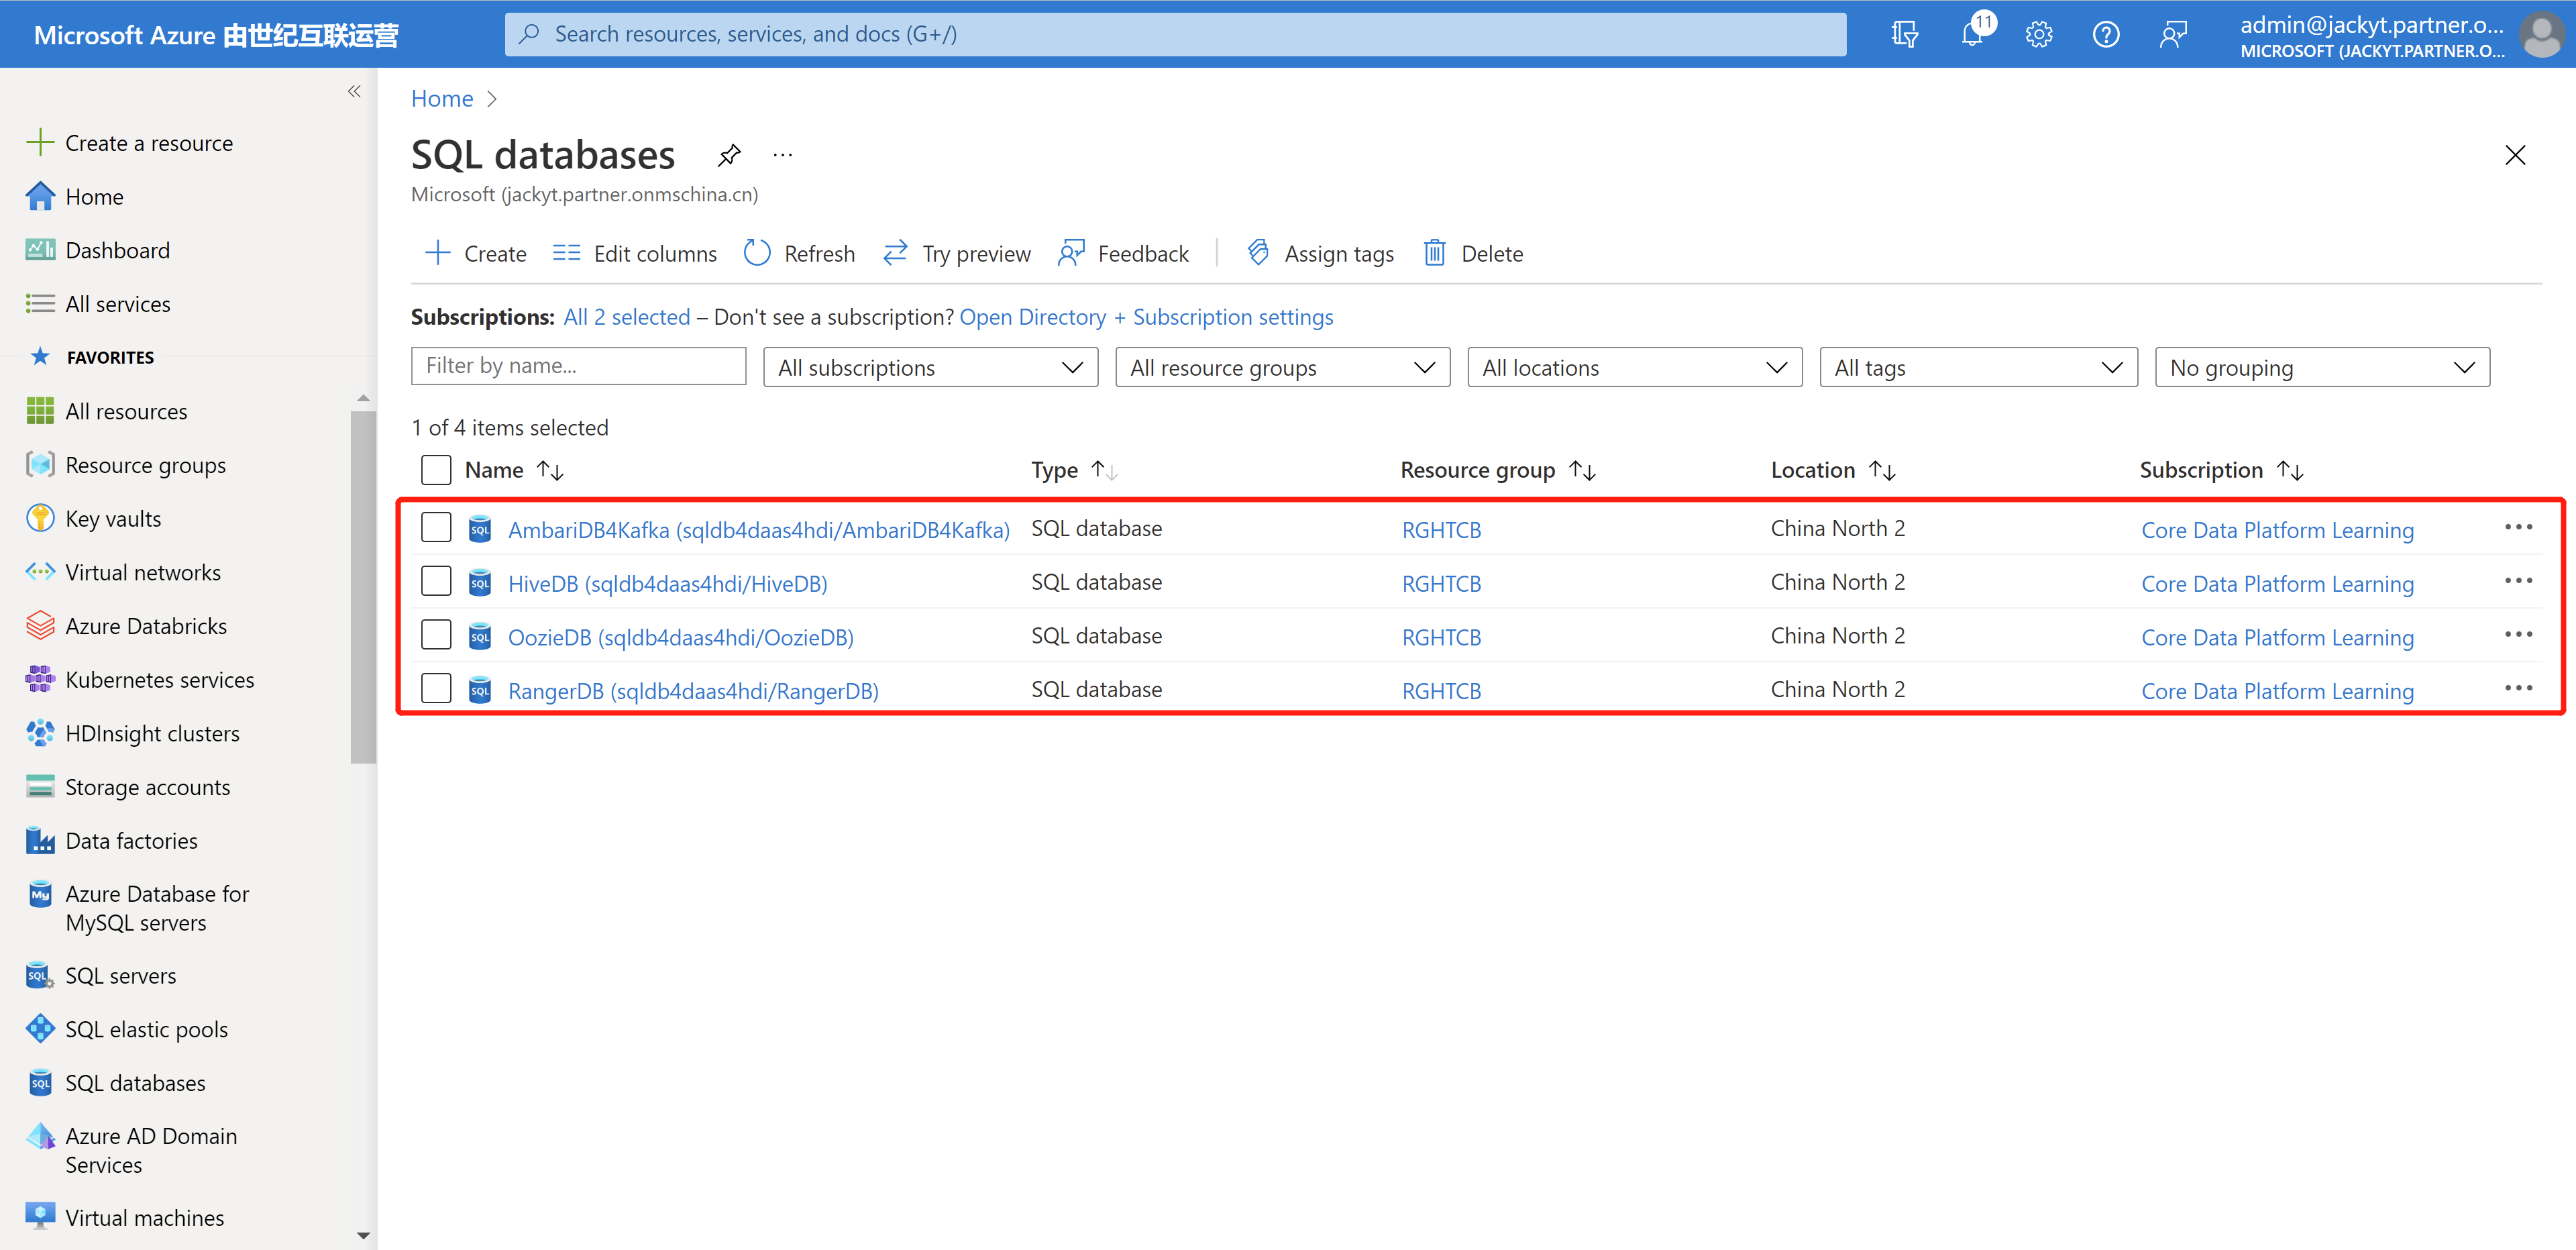 Microsoft Azure 由世纪互联运营
Search resources, services, and docs (G+/)
11
admin@jackyt.partner.o...
MICROSOFT (JACKYT.PARTNER.O...
Create a resource
Home
Dashboard
All services
FAVORITES
All resources
Resource groups
Key vaults
Virtual networks
Azure Databricks
Kubernetes services
HDInsight clusters
Storage accounts
Data factories
Azure Database for
MySQL servers
SQL servers
SQL elastic pools
SQL databases
Azure AD Domain
Services
Virtual machines
Home
SQL databases
Microsoft (jackyt.partner.onmschina.cn)
Create Edit columns Refresh Try preview Feedback Assign tags Delete
Subscriptions: All 2 selected – Don't see a subscription? Open Directory + Subscription settings
Filter by name... All subscriptions All resource groups All locations All tags No grouping
1 of 4 items selected
Name Type Resource group Location Subscription
SQL AmbariDB4Kafka (sqldb4daas4hdi/AmbariDB4Kafka) SQL database RGHTCB China North 2 Core Data Platform Learning
SQL HiveDB (sqldb4daas4hdi/HiveDB) SQL database RGHTCB China North 2 Core Data Platform Learning
SQL OozieDB (sqldb4daas4hdi/OozieDB) SQL database RGHTCB China North 2 Core Data Platform Learning
SQL RangerDB (sqldb4daas4hdi/RangerDB) SQL database RGHTCB China North 2 Core Data Platform Learning